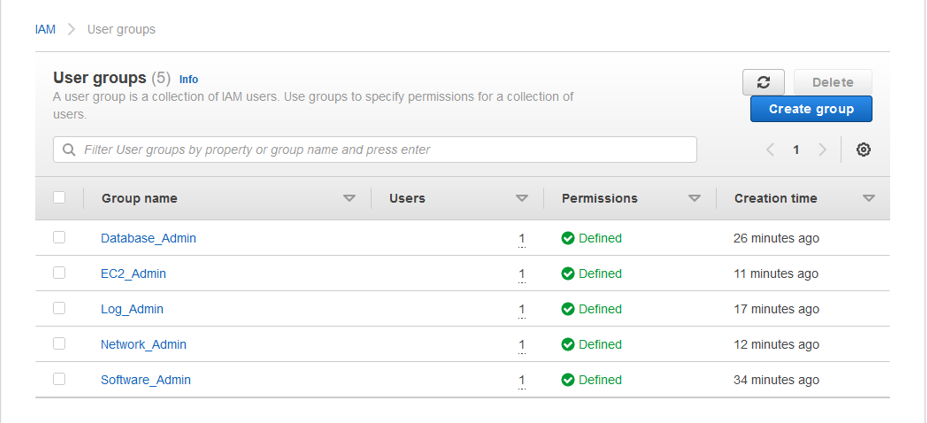 IAM User groups
User groups (5) Info
A user group is a collection of IAM users. Use groups to specify permissions for a collection of
users.
Delete
Create group
Filter User groups by property or group name and press enter
1
Group name Users Permissions Creation time
Database_Admin 1 Defined 26 minutes ago
EC2_Admin 1 Defined 11 minutes ago
Log_Admin 1 Defined 17 minutes ago
Network_Admin 1 Defined 12 minutes ago
Software_Admin 1 Defined 34 minutes ago